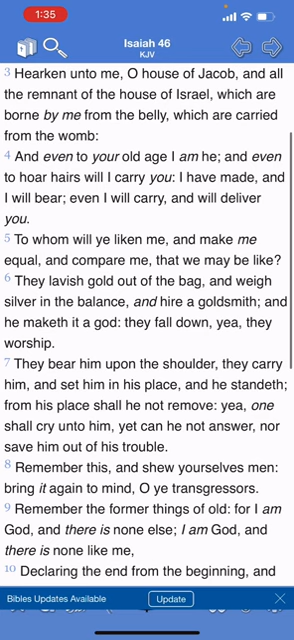 1:35
Isaiah 46
KJV
3 Hearken unto me, O house of Jacob, and all
the remnant of the house of Israel, which are
borne by me from the belly, which are carried
from the womb:
4 And even to your old age I am he; and even
to hoar hairs will I carry you: I have made, and
I will bear; even I will carry, and will deliver
you.
5 To whom will ye liken me, and make me
equal, and compare me, that we may be like?
6 They lavish gold out of the bag, and weigh
silver in the balance, and hire a goldsmith; and
he maketh it a god: they fall down, yea, they
worship.
7 They bear him upon the shoulder, they carry
him, and set him in his place, and he standeth;
from his place shall he not remove: yea, one
shall cry unto him, yet can he not answer, nor
save him out of his trouble.
8 Remember this, and shew yourselves men:
bring it again to mind, O ye transgressors.
9 Remember the former things of old: for I am
God, and there is none else; I am God, and
there is none like me,
10 Declaring the end from the beginning, and
Bibles Updates Available
Update